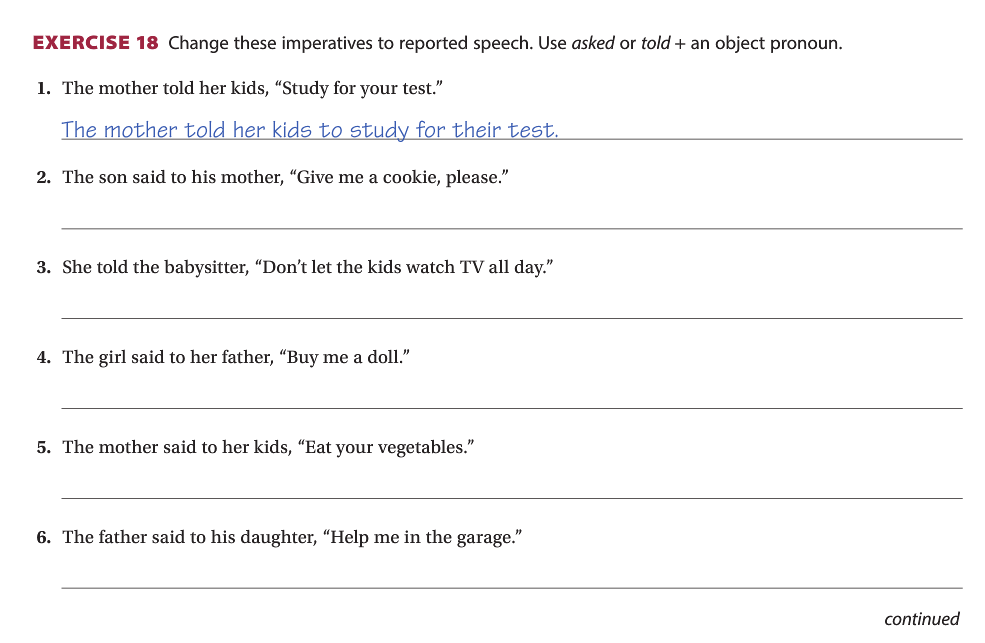 EXERCISE 18 Change these imperatives to reported speech. Use asked or told + an object pronoun.
1. The mother told her kids, “Study for your test.”
The mother told her kids to study for their test.
2. The son said to his mother, “Give me a cookie, please.”
3. She told the babysitter, “Don’t let the kids watch TV all day.”
4. The girl said to her father, “Buy me a doll.”
5. The mother said to her kids, “Eat your vegetables.”
6. The father said to his daughter, “Help me in the garage.”
continued